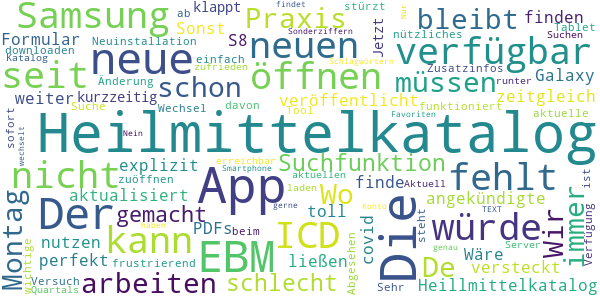 Samsung
ab
klappt
Praxis
bleibt
findet
stürzt
Nur
nützliches
Tablet
Formular
Neuinstallation
Sonst
Sonderziffern
finden
Suchen
downloaden
neue
S8
einfach
neuen
Jetzt
verfügbar
Katalog
Änderung
zufrieden
Schlagwörtern
Zusatzinfos
runter
seit
schon
öffnen
müssen
Galaxy
weiter
kurzzeitig
Suche
Wechsel
davon
veröffentlicht
zeitgleich
Tool
funktioniert
aktuelle
sofort
Heilmittelkatalog
Nein
Favoriten
wechselt
nicht
explizit
App
Suchfunktion
fehlt
zuöffnen
erreichbar
Smartphone
Aktuell
aktualisiert
aktuellen
laden
finde
Die
angekündigte
immer
ist
Verfügung
Montag
Der
gemacht
kann
gerne
Wo
toll
covid
würde
Wir
steht
TEXT
nutzen
PDFs
beim
ICD
haben
konto
genau
Server
wichtige
perfekt
frustrierend
EBM
ließen
Abgesehen
De
Wäre
versteckt
Versuch
Quartals
arbeiten
schlecht
Sehr
Heillmittelkatalog